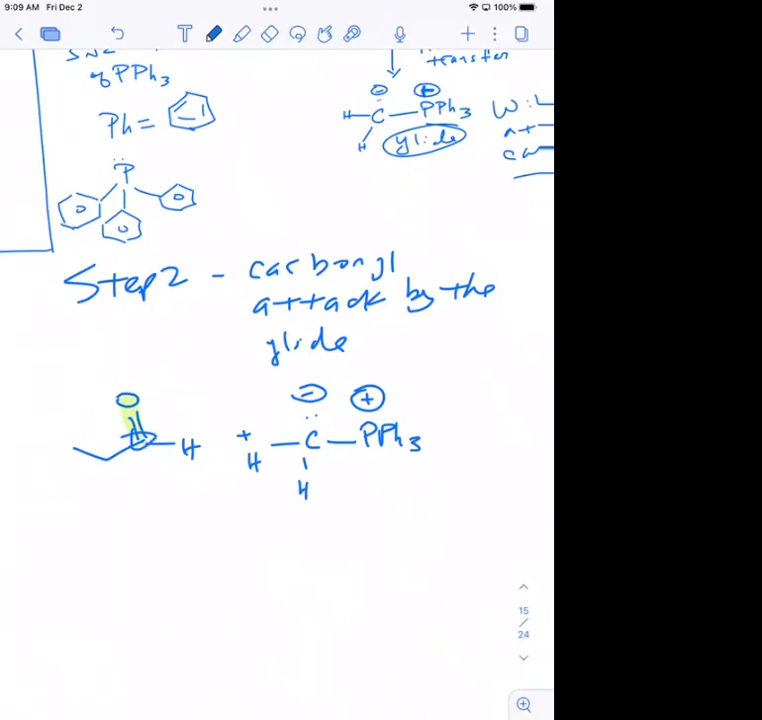 9:09 AM Fri Dec 2
100%
SN2
of PPh3
Ph =
P
transfer
H—C—PPh3
H
ylide
Step 2 - carbonyl
attack by the
ylide
O
C—H
+
H—C—PPh3
H
15
/
24